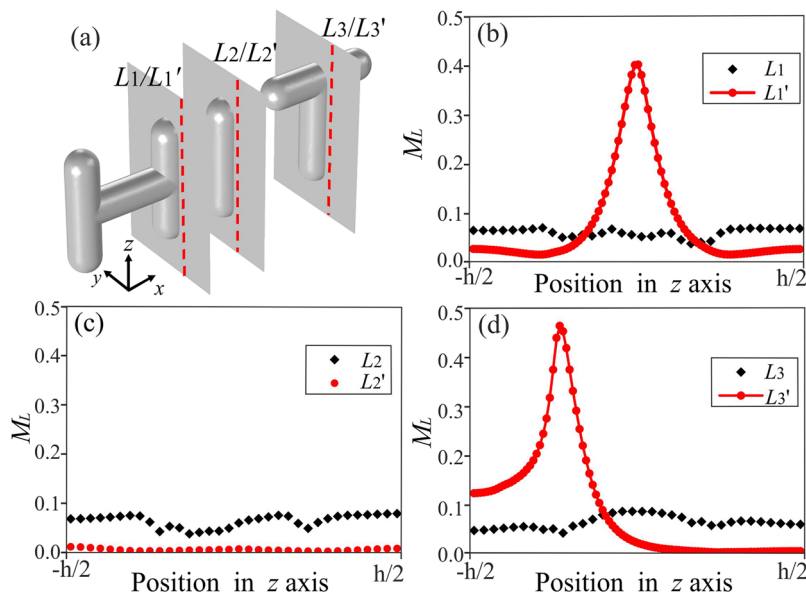 (a)
L1/L1'
L2/L2'
L3/L3'
z
y
x
(b)
0.5
0.4
0.3
0.2
0.1
0.0
M_L
L1
L1'
-h/2
Position in z axis
h/2
(c)
0.5
0.4
0.3
0.2
0.1
0.0
M_L
L2
L2'
-h/2
Position in z axis
h/2
(d)
0.5
0.4
0.3
0.2
0.1
0.0
M_L
L3
L3'
-h/2
Position in z axis
h/2